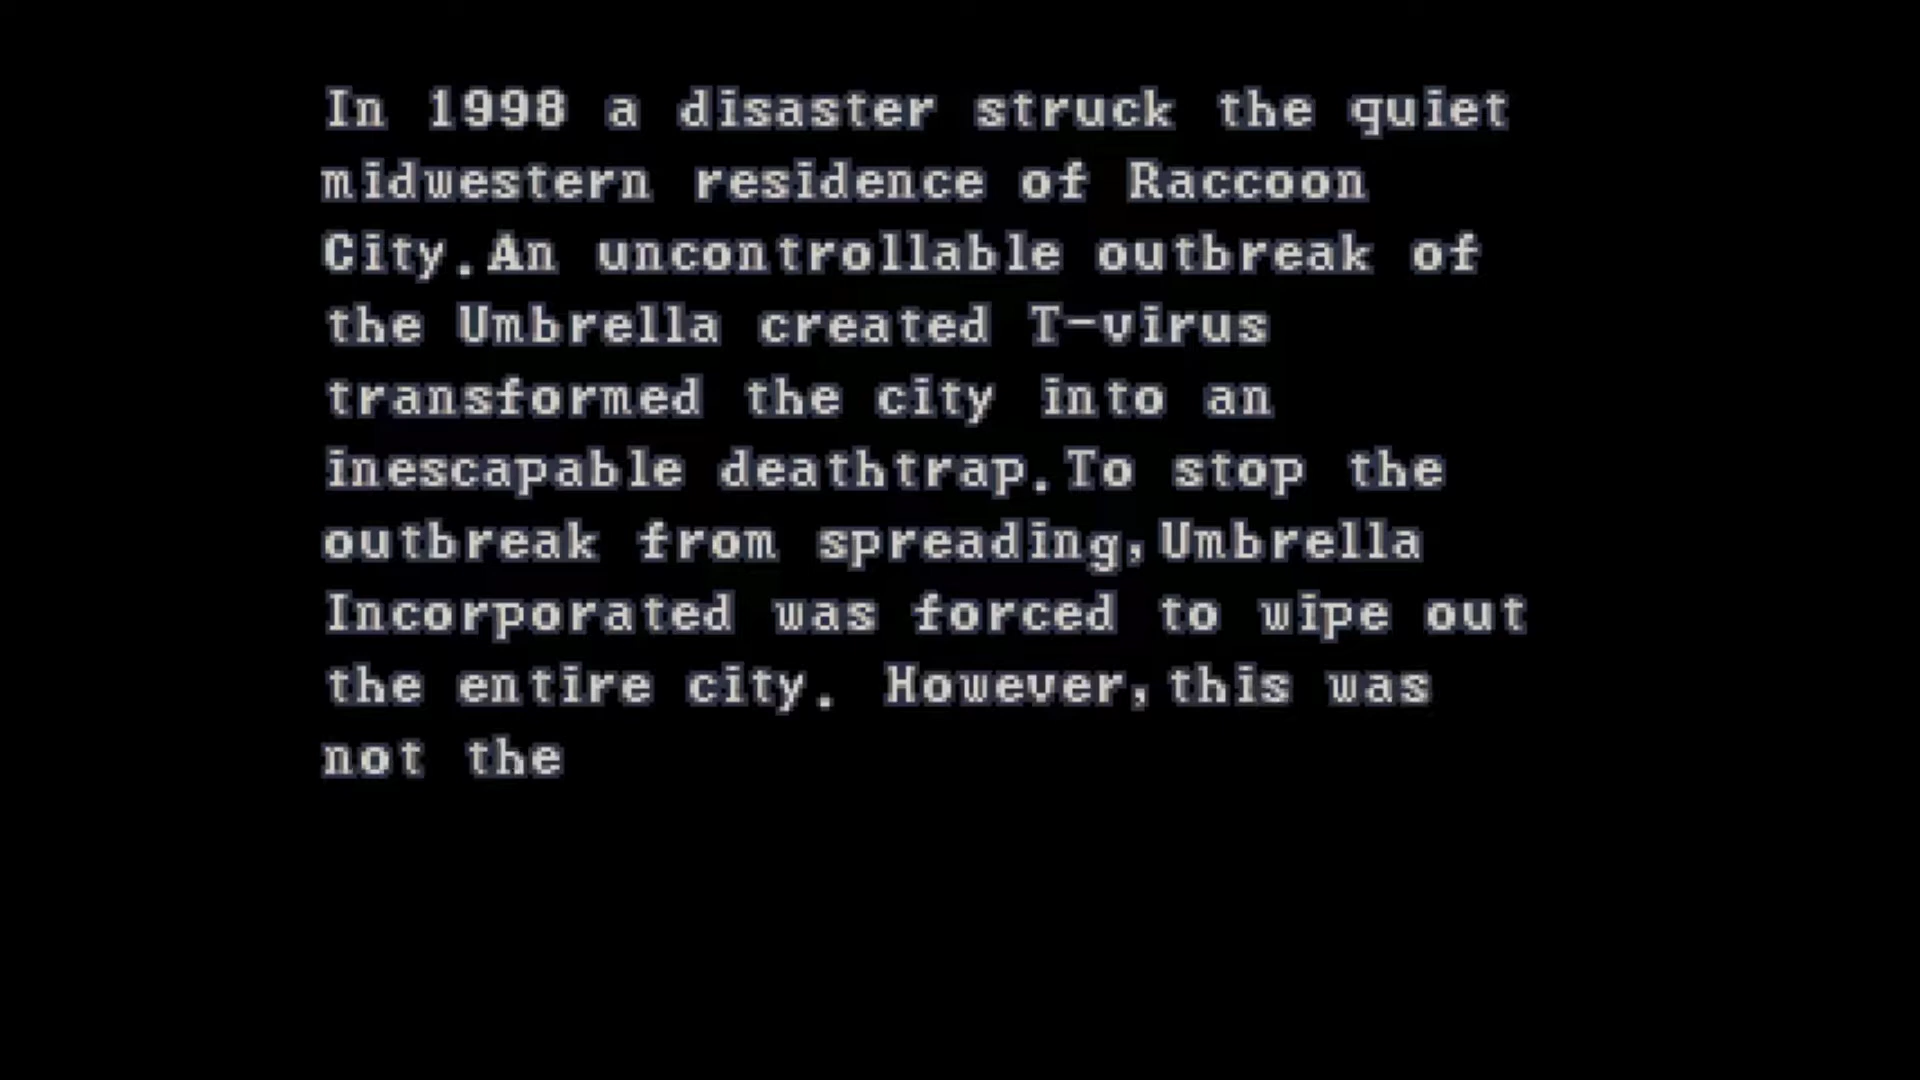 In 1998 a disaster struck the quiet
midwestern residence of Raccoon
City.An uncontrollable outbreak of
the Umbrella created T-virus
transformed the city into an
inescapable deathtrap.To stop the
outbreak from spreading,Umbrella
Incorporated was forced to wipe out
the entire city. However,this was
not the